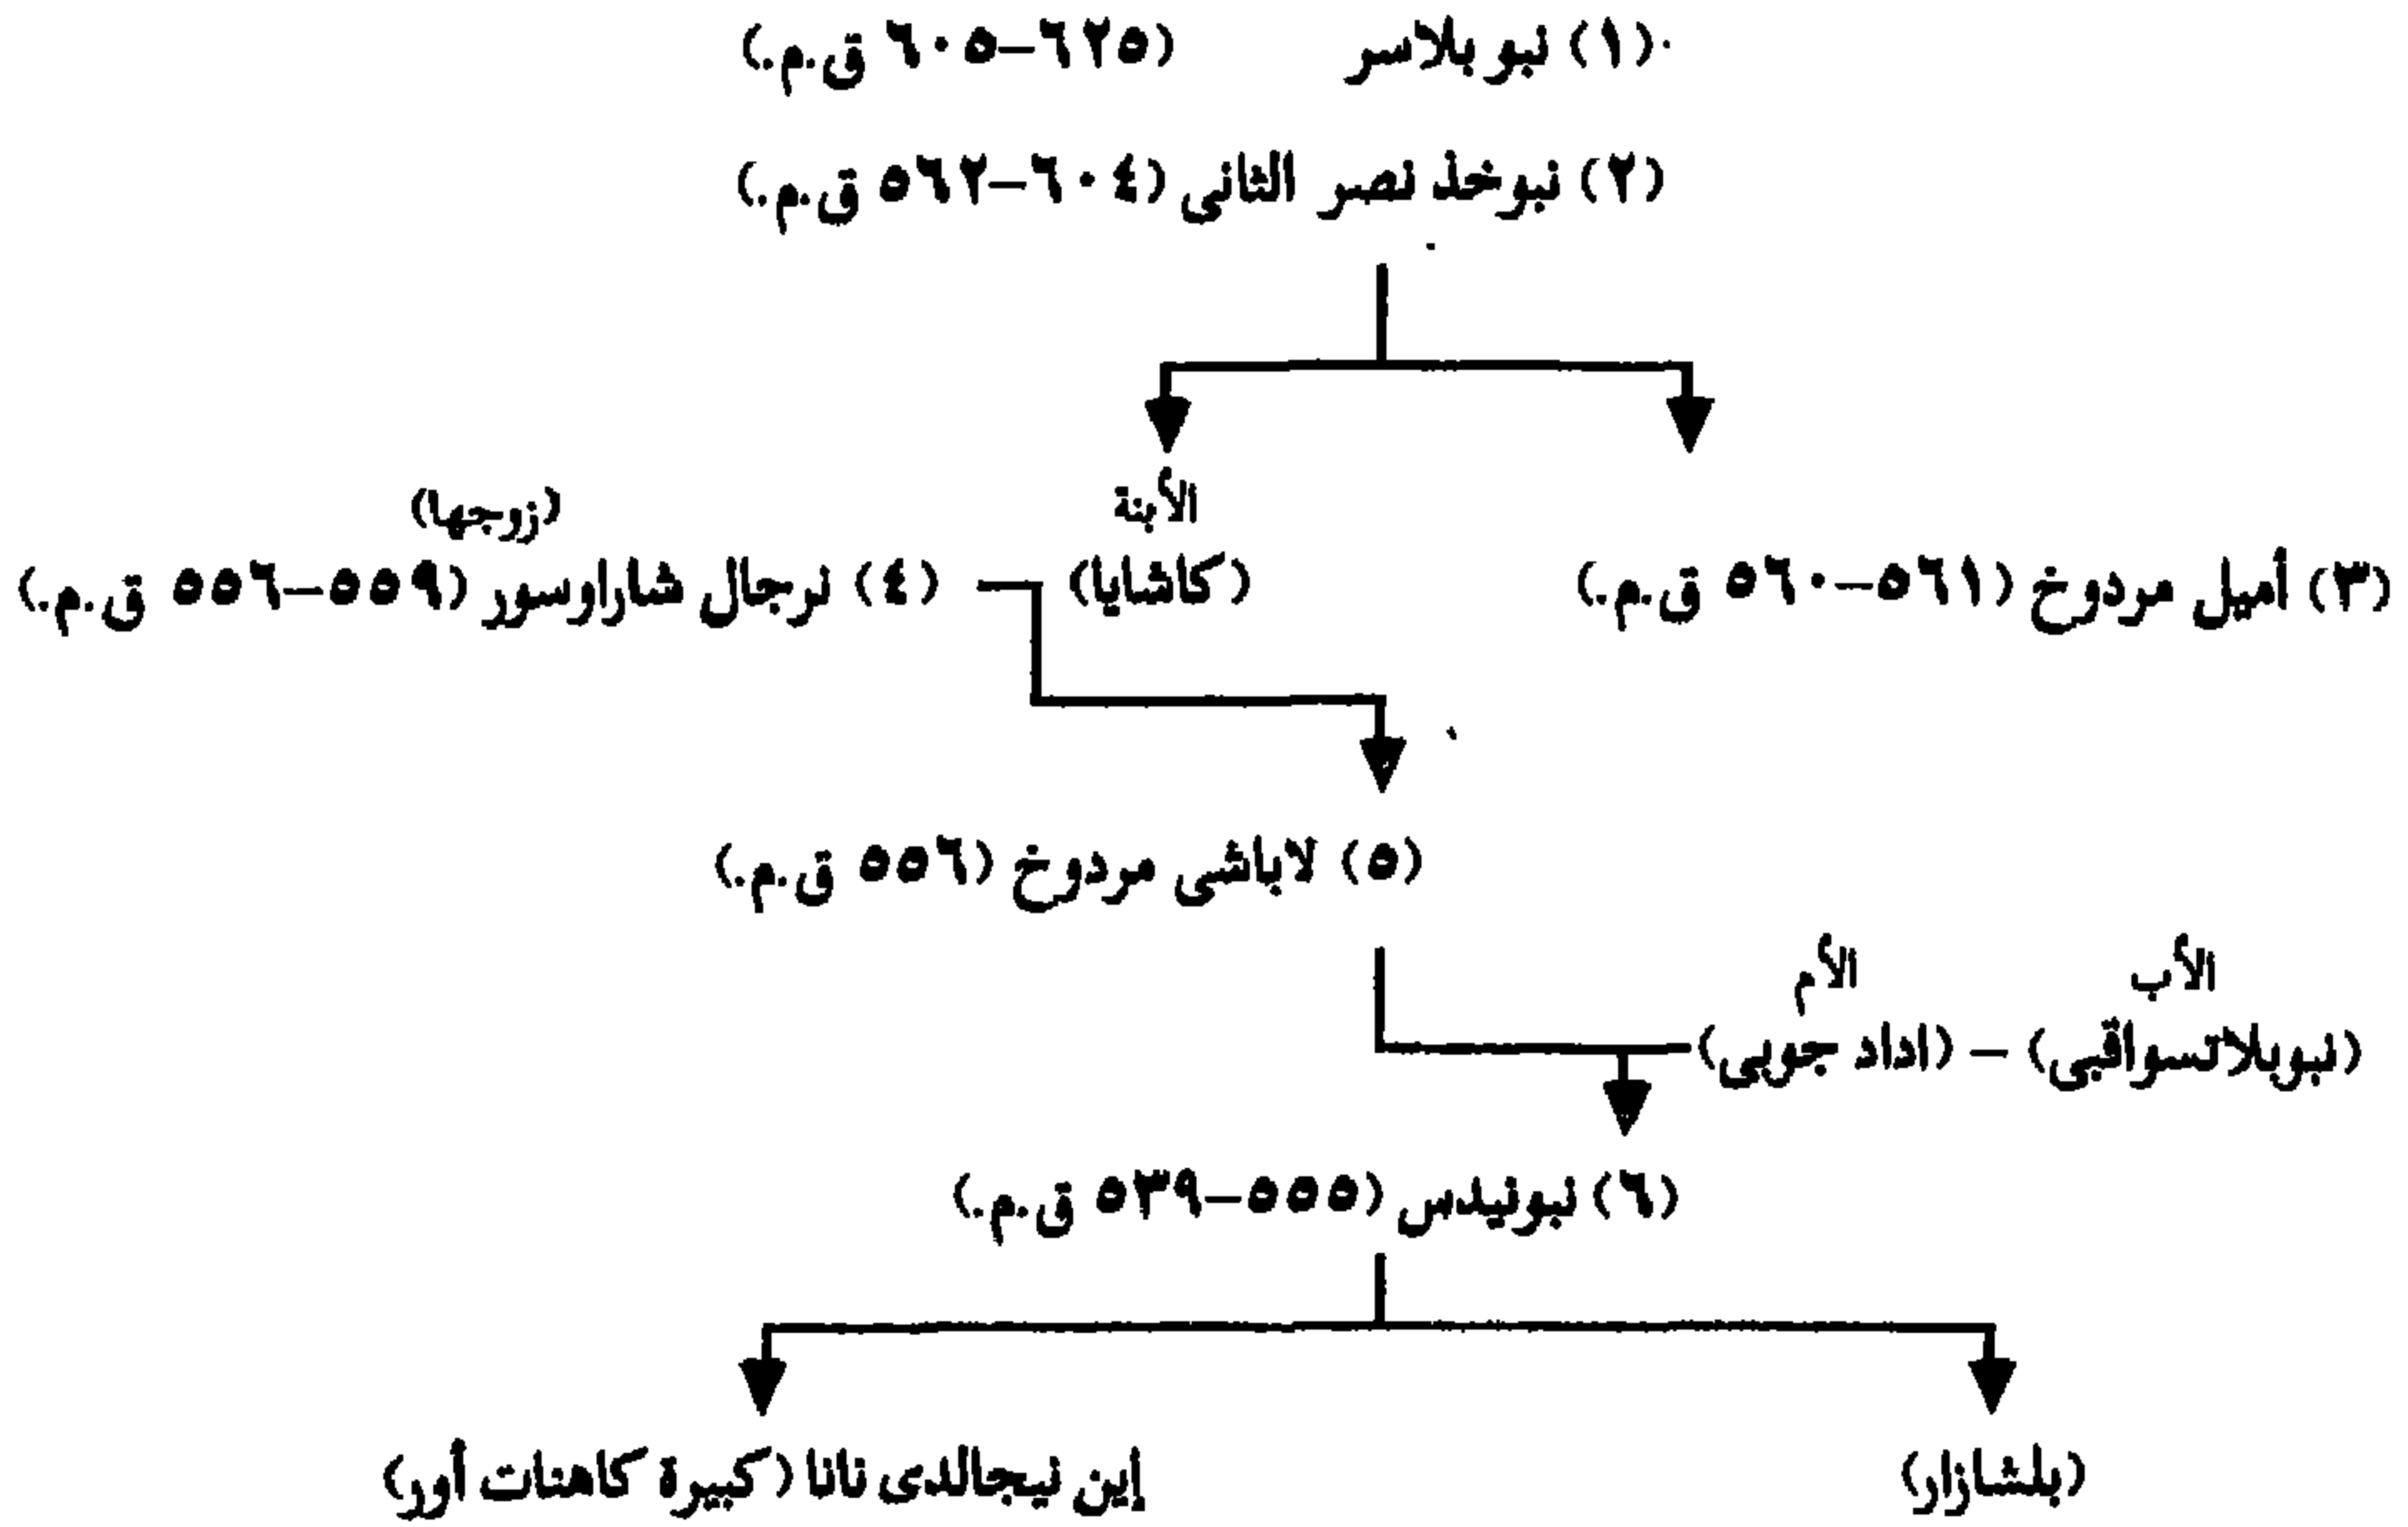 (١) نبو بلاسر (٦٢٥–٦٠٥ ق.م.)
(٢) نبوخذ نصر الثانى (٦٠٤–٥٦٢ ق.م.)
الأبنة
(زوجها)
(٣) أميل مردوخ (٥٦١–٥٦٠ ق.م.)
(كاشايا) — (٤) نرجال شاراوسور (٥٥٩–٥٥٦ ق.م.)
(٥) لاباشى مردوخ (٥٥٦ ق.م.)
الأب
الأم
(نبوبلاتسواقبى) – (اداد جوبى)
(٦) نبونيدس (٥٥٥–٥٣٩ ق.م.)
(بلشازار)
إين نيجالدى نانا (كبيرة كاهنات أور)